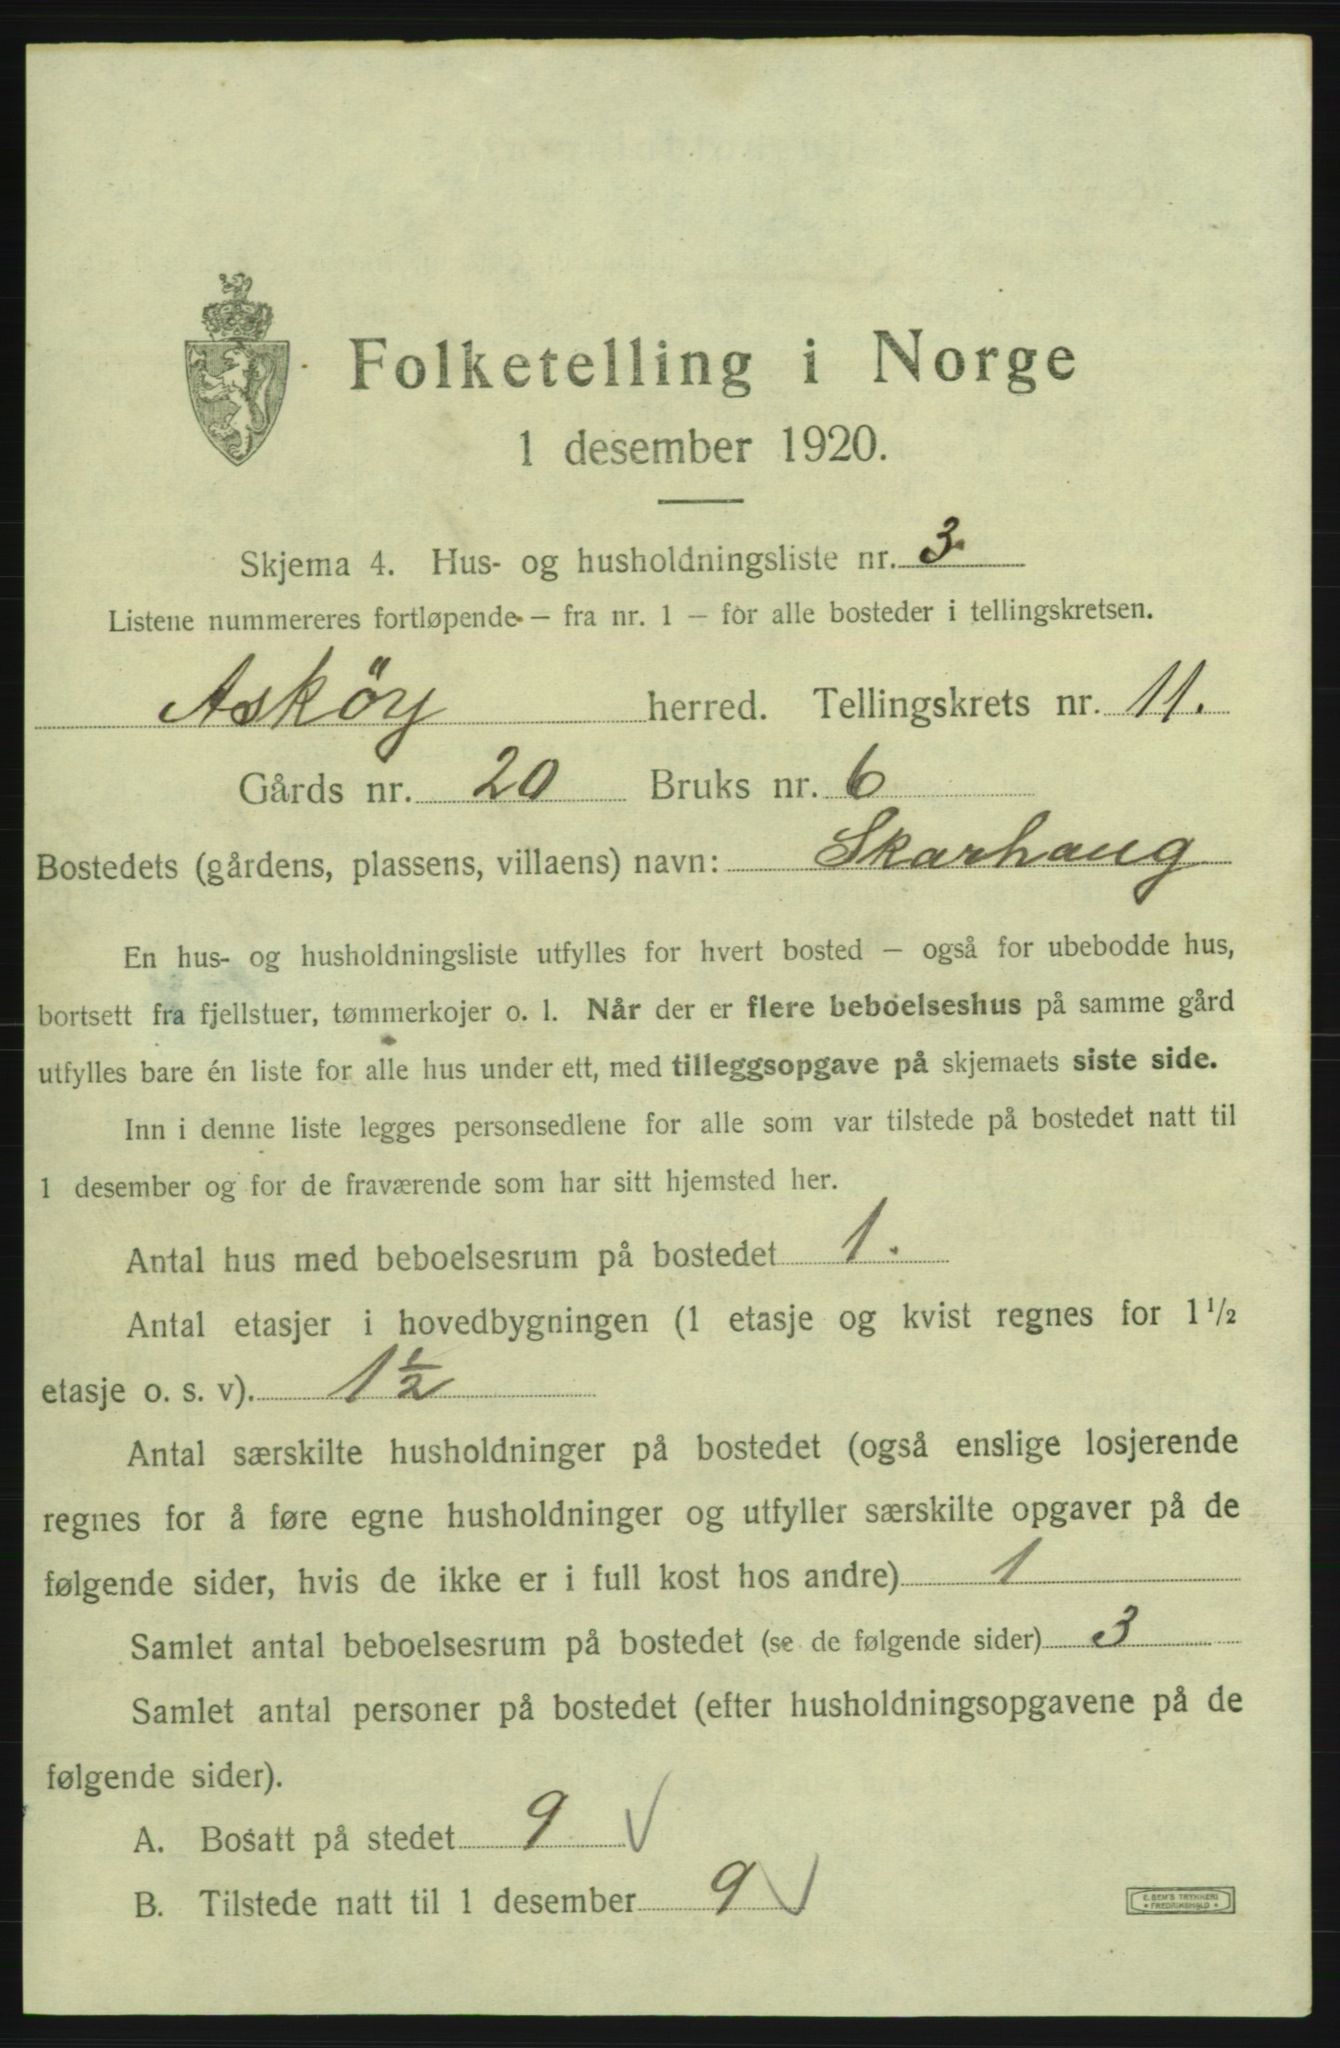 Folketelling i Norge
1 desember 1920.
Skjema 4. Hus- og husholdningsliste nr. 3
Listene nummereres fortløpende – fra nr. 1 – for alle bosteder i tellingskretsen.
Asköy herred. Tellingskrets nr. 11.
Gårds nr. 20 Bruks nr. 6
Bostedets (gårdens, plassens, villaens) navn: Skarhaug
En hus- og husholdningsliste utfylles for hvert bosted – også for ubebodde hus,
bortsett fra fjellstuer, tømmerkojer o. l. Når der er flere beboelseshus på samme gård
utfylles bare én liste for alle hus under ett, med tilleggsopgave på skjemaets siste side.
Inn i denne liste legges personsedlene for alle som var tilstede på bostedet natt til
1 desember og for de fraværende som har sitt hjemsted her.
Antal hus med beboelsesrum på bostedet 1.
Antal etasjer i hovedbygningen (1 etasje og kvist regnes for 1 1/2
etasje o. s. v). 1 1/2
Antal særskilte husholdninger på bostedet (også enslige losjerende
regnes for å føre egne husholdninger og utfyller særskilte opgaver på de
følgende sider, hvis de ikke er i full kost hos andre) 1
Samlet antal beboelsesrum på bostedet (se de følgende sider) 3
Samlet antal personer på bostedet (efter husholdningsopgavene på de
følgende sider).
A. Bosatt på stedet 9 √
B. Tilstede natt til 1 desember 9 √
E. SEM'S TRYKKERI
* FREDRIKSHALD *